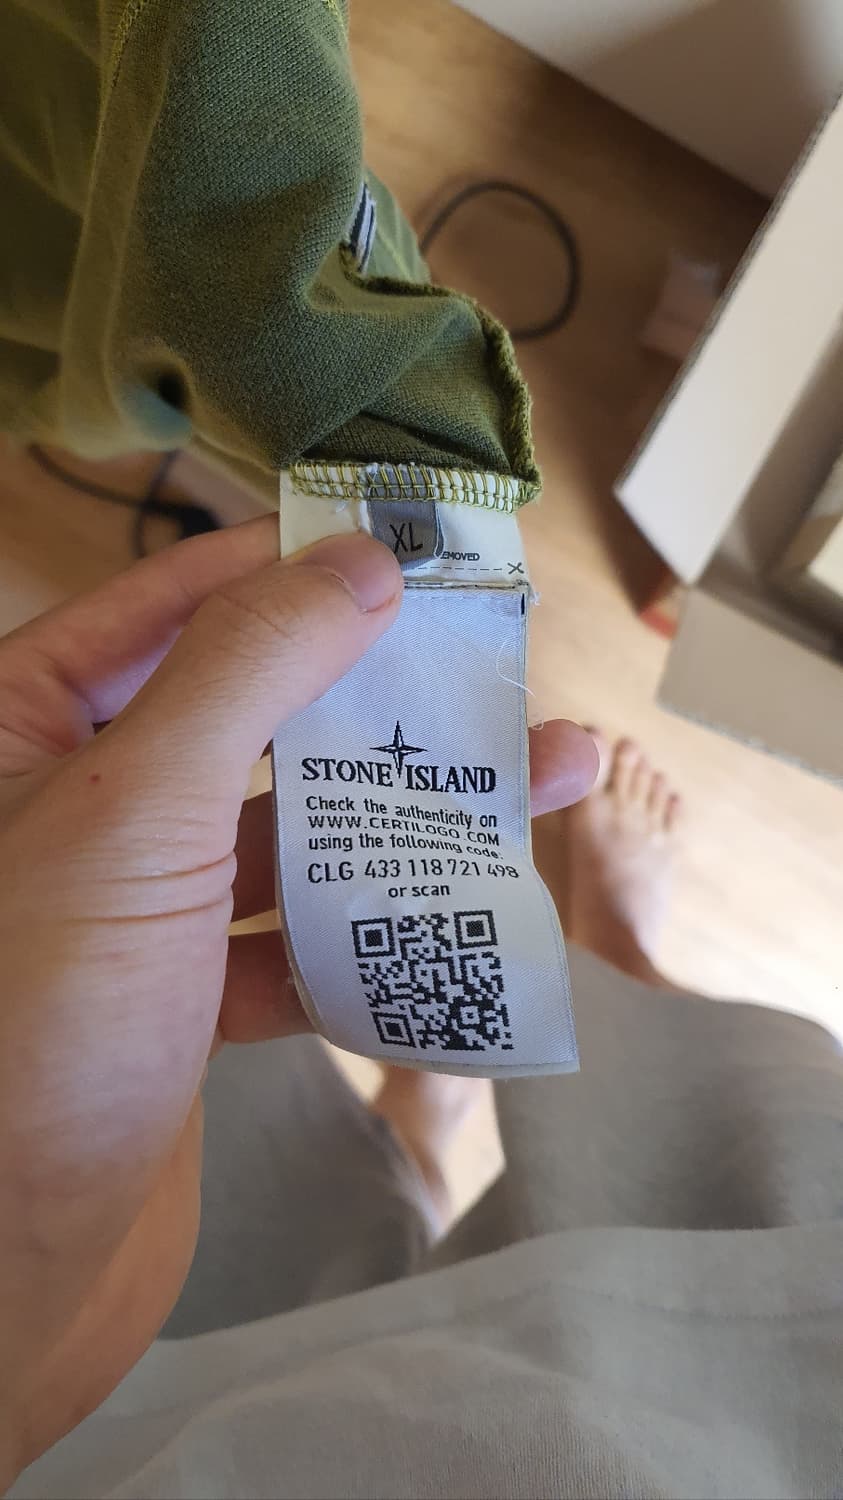 XL
EMOVED
STONE ISLAND
Check the authenticity on
WWW.CERTILOGO.COM
using the following code:
CLG 433 118 721 498
or scan